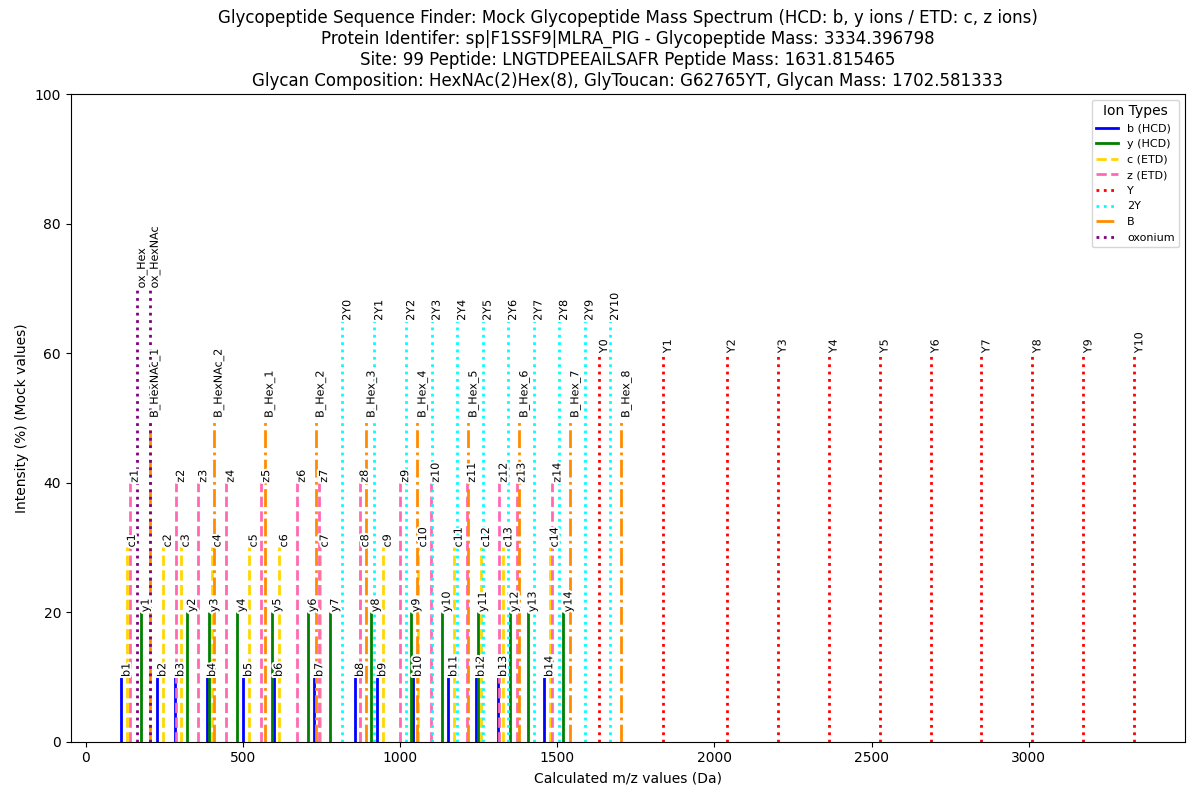 Glycopeptide Sequence Finder: Mock Glycopeptide Mass Spectrum (HCD: b, y ions / ETD: c, z ions)
Protein Identifer: sp|F1SSF9|MLRA_PIG - Glycopeptide Mass: 3334.396798
Site: 99 Peptide: LNGTDPEEAILSAFR Peptide Mass: 1631.815465
Glycan Composition: HexNAc(2)Hex(8), GlyToucan: G62765YT, Glycan Mass: 1702.581333
Intensity (%) (Mock values)
100
80
60
40
20
0
Ion Types
b (HCD)
y (HCD)
c (ETD)
z (ETD)
Y
2Y
B
oxonium
ox_Hex
ox_HexNAc
2Y0
2Y1
2Y2
2Y3
2Y4
2Y5
2Y6
2Y7
2Y8
2Y9
2Y10
Y0
Y1
Y2
Y3
Y4
Y5
Y6
Y7
Y8
Y9
Y10
B_HexNAc_1
B_HexNAc_2
B_Hex_1
B_Hex_2
B_Hex_3
B_Hex_4
B_Hex_5
B_Hex_6
B_Hex_7
B_Hex_8
z1
z2
z3
z4
z5
z6
z7
z8
z9
z10
z11
z12
z13
z14
c1
c2
c3
c4
c5
c6
c7
c8
c9
c10
c11
c12
c13
c14
y1
y2
y3
y4
y5
y6
y7
y8
y9
y10
y11
y12
y13
y14
b1
b2
b3
b4
b5
b6
b7
b8
b9
b10
b11
b12
b13
b14
0
500
1000
1500
2000
2500
3000
Calculated m/z values (Da)